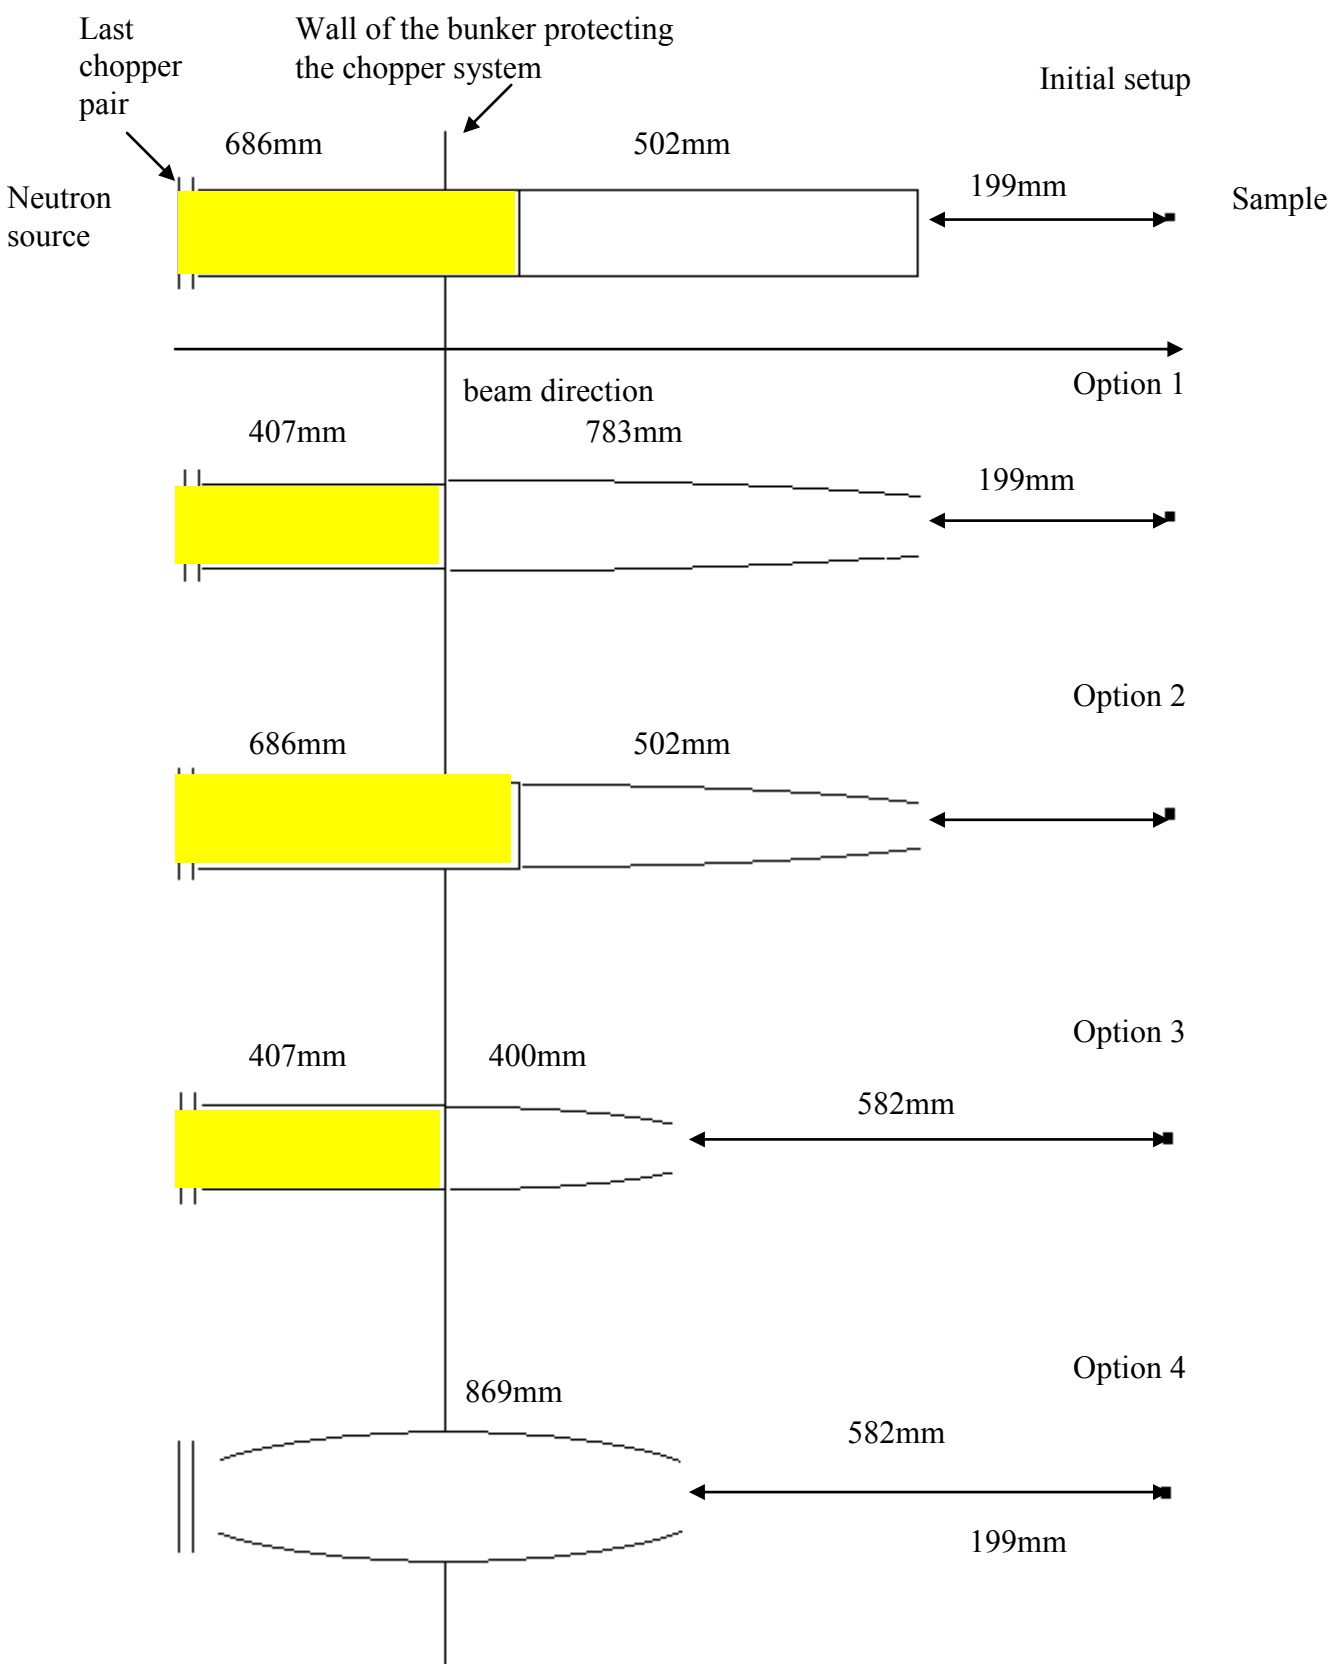 Last
chopper
pair
Wall of the bunker protecting
the chopper system
Initial setup
686mm
502mm
199mm
Neutron
source
Sample
beam direction
Option 1
407mm
783mm
199mm
Option 2
686mm
502mm
Option 3
407mm
400mm
582mm
Option 4
869mm
582mm
199mm